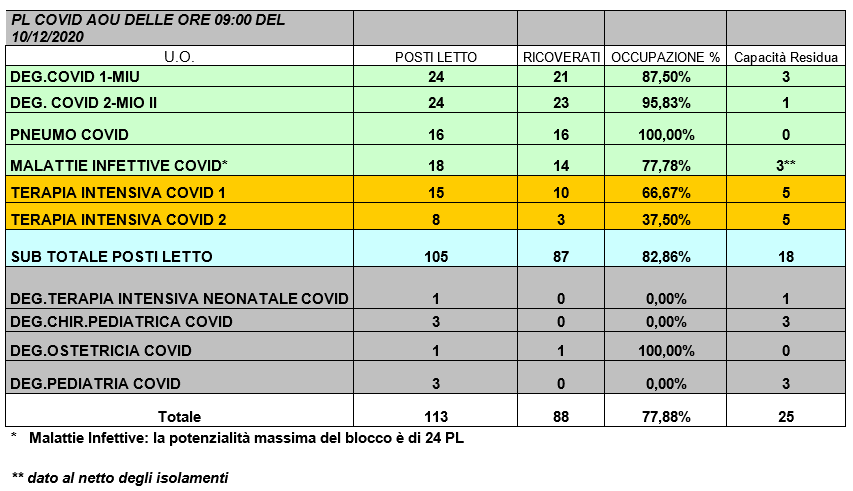 PL COVID AOU DELLE ORE 09:00 DEL
10/12/2020
U.O. POSTI LETTO RICOVERATI OCCUPAZIONE % Capacità Residua
DEG.COVID 1-MIU 24 21 87,50% 3
DEG. COVID 2-MIO II 24 23 95,83% 1
PNEUMO COVID 16 16 100,00% 0
MALATTIE INFETTIVE COVID* 18 14 77,78% 3**
TERAPIA INTENSIVA COVID 1 15 10 66,67% 5
TERAPIA INTENSIVA COVID 2 8 3 37,50% 5
SUB TOTALE POSTI LETTO 105 87 82,86% 18
DEG.TERAPIA INTENSIVA NEONATALE COVID 1 0 0,00% 1
DEG.CHIR.PEDIATRICA COVID 3 0 0,00% 3
DEG.OSTETRICIA COVID 1 1 100,00% 0
DEG.PEDIATRIA COVID 3 0 0,00% 3
Totale 113 88 77,88% 25
* Malattie Infettive: la potenzialità massima del blocco è di 24 PL
** dato al netto degli isolamenti